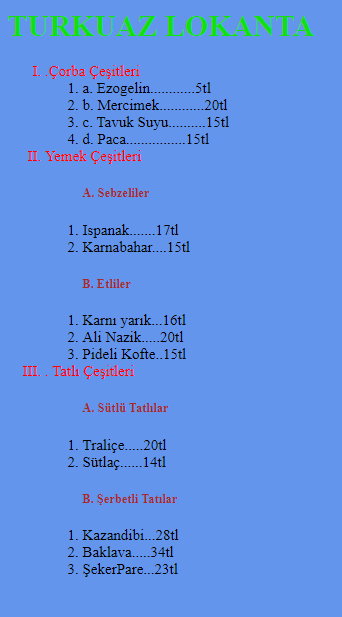 TURKUAZ LOKANTA
I. .Çorba Çeşitleri
1. a. Ezogelin............5tl
2. b. Mercimek............20tl
3. c. Tavuk Suyu..........15tl
4. d. Paca................15tl
II. Yemek Çeşitleri
A. Sebzeliler
1. Ispanak.......17tl
2. Karnabahar....15tl
B. Etliler
1. Karnı yarık...16tl
2. Ali Nazik.....20tl
3. Pideli Kofte..15tl
III. . Tatlı Çeşitleri
A. Sütlü Tatlılar
1. Traliçe.....20tl
2. Sütlaç......14tl
B. Şerbetli Tatılar
1. Kazandibi...28tl
2. Baklava.....34tl
3. ŞekerPare...23tl